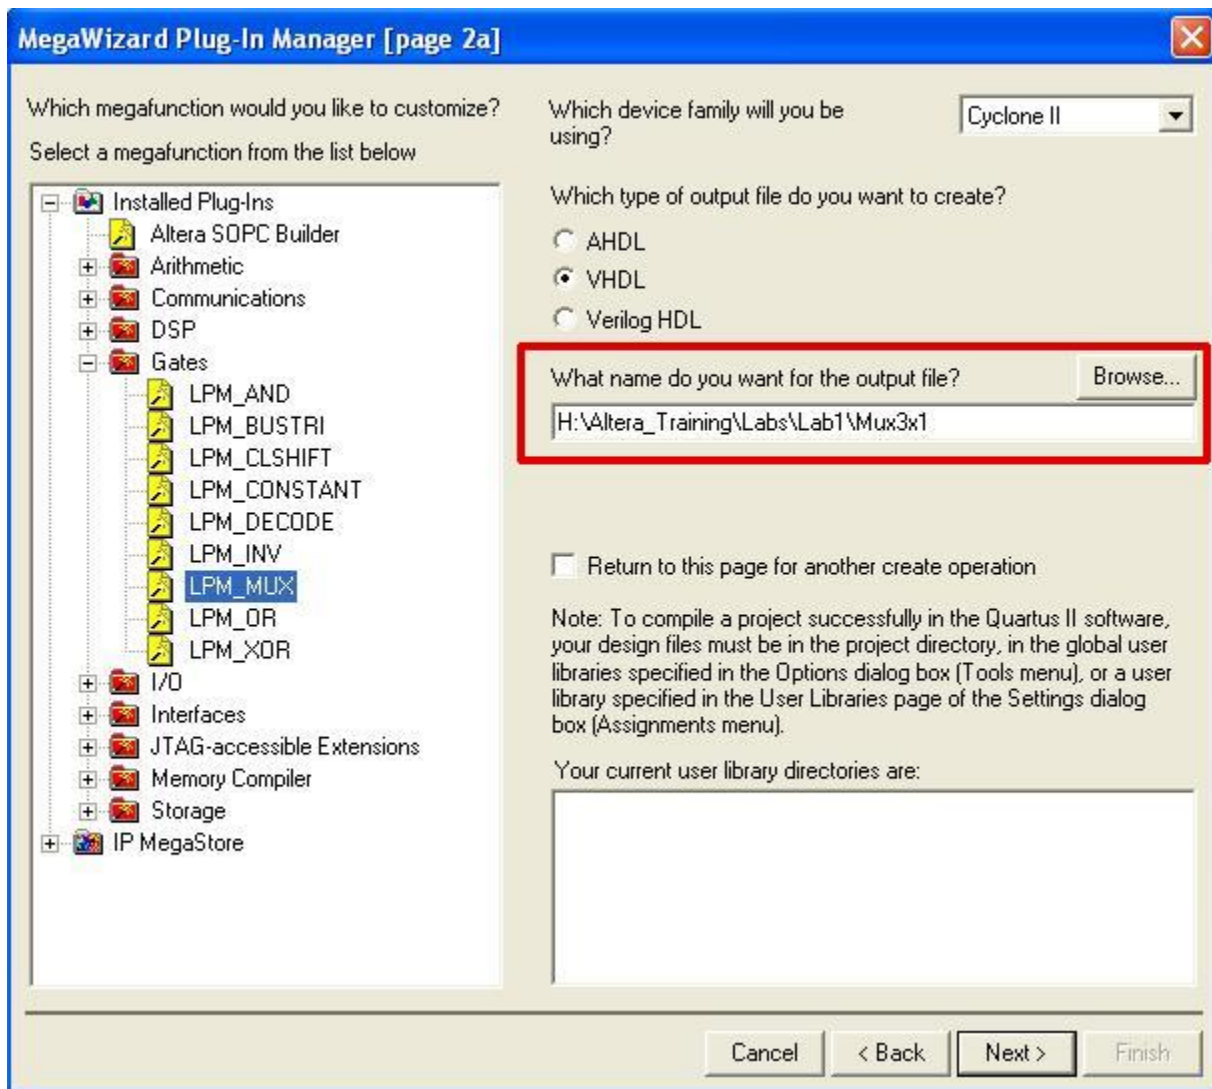 MegaWizard Plug-In Manager [page 2a]
Which megafunction would you like to customize?
Select a megafunction from the list below
Installed Plug-Ins
Altera SOPC Builder
Arithmetic
Communications
DSP
Gates
LPM_AND
LPM_BUSTRI
LPM_CLSHIFT
LPM_CONSTANT
LPM_DECODE
LPM_INV
LPM_MUX
LPM_OR
LPM_XOR
I/O
Interfaces
JTAG-accessible Extensions
Memory Compiler
Storage
IP MegaStore
Which device family will you be
using?
Cyclone II
Which type of output file do you want to create?
AHDL
VHDL
Verilog HDL
What name do you want for the output file?
Browse...
H:\Altera_Training\Labs\Lab1\Mux3x1
Return to this page for another create operation
Note: To compile a project successfully in the Quartus II software,
your design files must be in the project directory, in the global user
libraries specified in the Options dialog box (Tools menu), or a user
library specified in the User Libraries page of the Settings dialog
box (Assignments menu).
Your current user library directories are:
Cancel
< Back
Next >
Finish